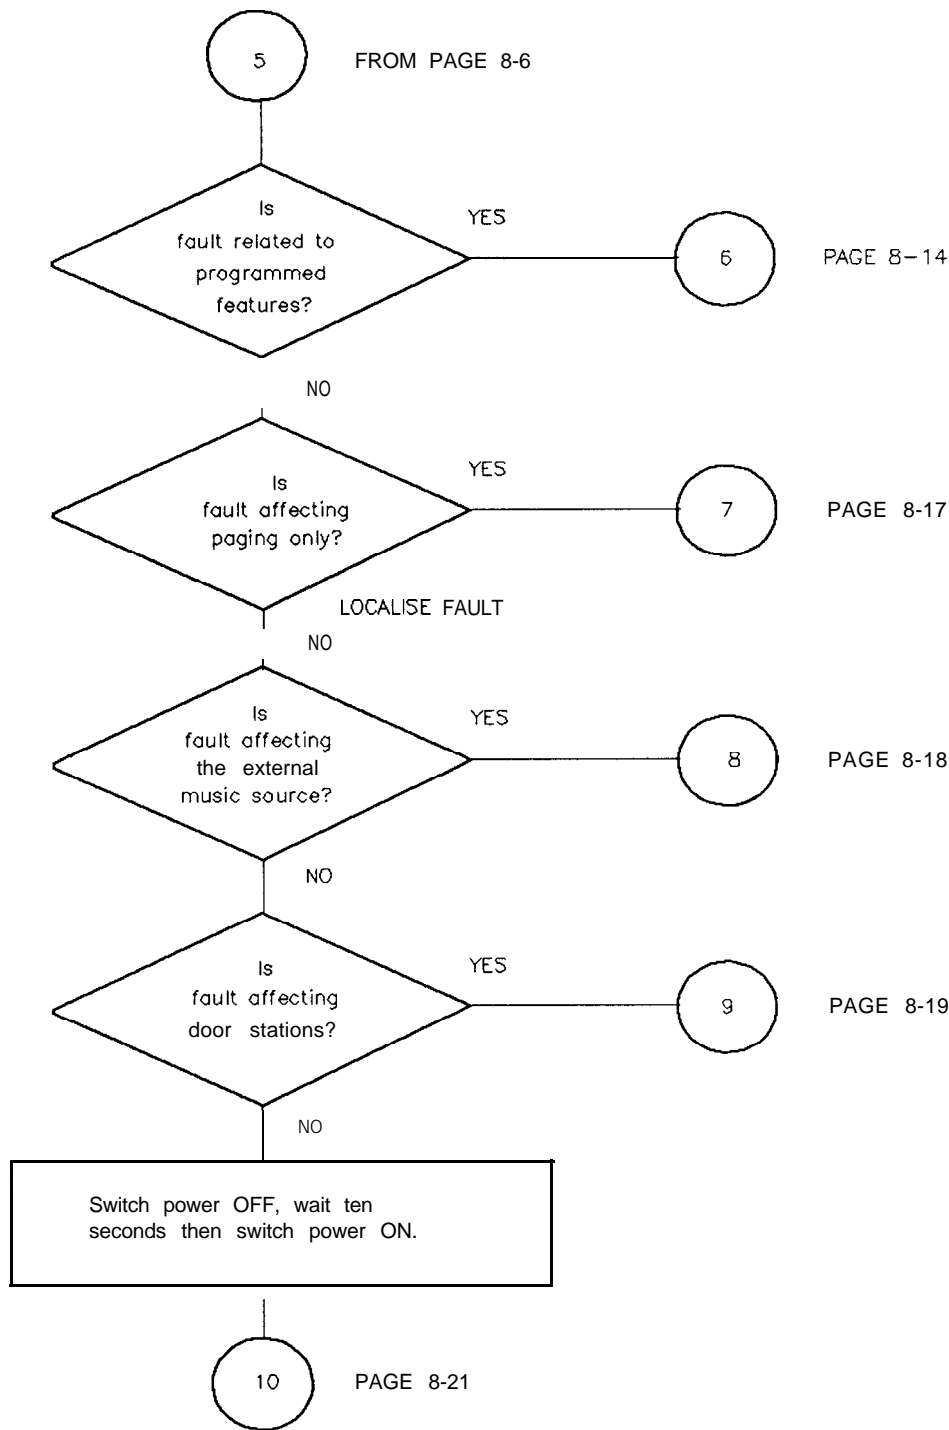 5 FROM PAGE 8-6
Is
fault related to
programmed
features?
YES
6 PAGE 8-14
NO
Is
fault affecting
paging only?
YES
7 PAGE 8-17
LOCALISE FAULT
NO
Is
fault affecting
the external
music source?
YES
8 PAGE 8-18
NO
Is
fault affecting
door stations?
YES
9 PAGE 8-19
NO
Switch power OFF, wait ten
seconds then switch power ON.
10 PAGE 8-21